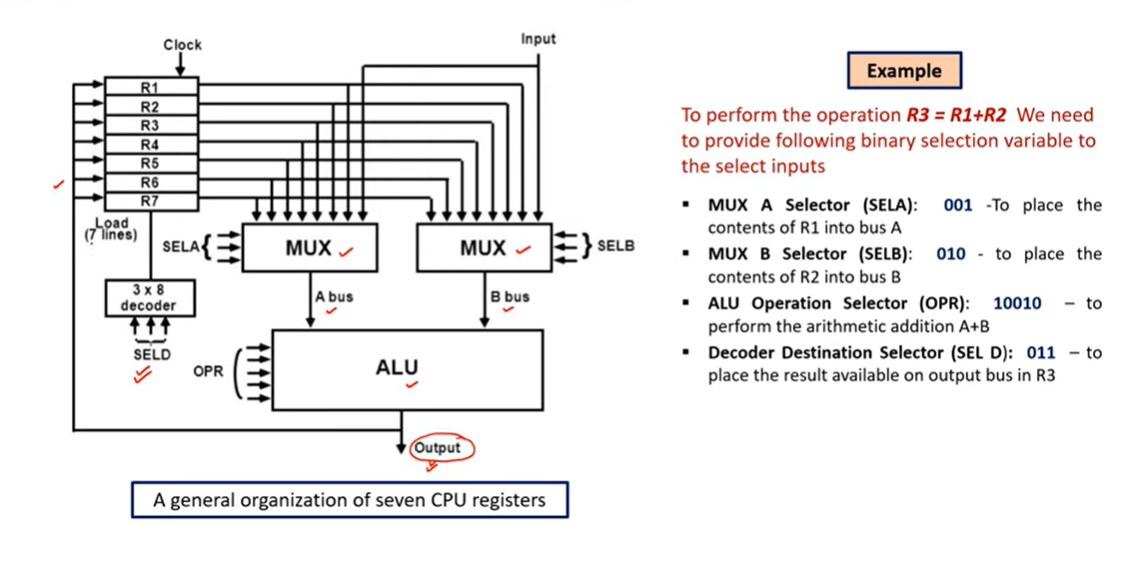 Clock
Input
R1
R2
R3
R4
R5
R6
R7
Load
(7 lines)
SELA
MUX
MUX
SELB
3 x 8
decoder
A bus
B bus
SELD
OPR
ALU
Output
A general organization of seven CPU registers
Example
To perform the operation R3 = R1+R2 We need
to provide following binary selection variable to
the select inputs
▪ MUX A Selector (SELA): 001 -To place the
contents of R1 into bus A
▪ MUX B Selector (SELB): 010 - to place the
contents of R2 into bus B
▪ ALU Operation Selector (OPR): 10010 – to
perform the arithmetic addition A+B
▪ Decoder Destination Selector (SEL D): 011 – to
place the result available on output bus in R3